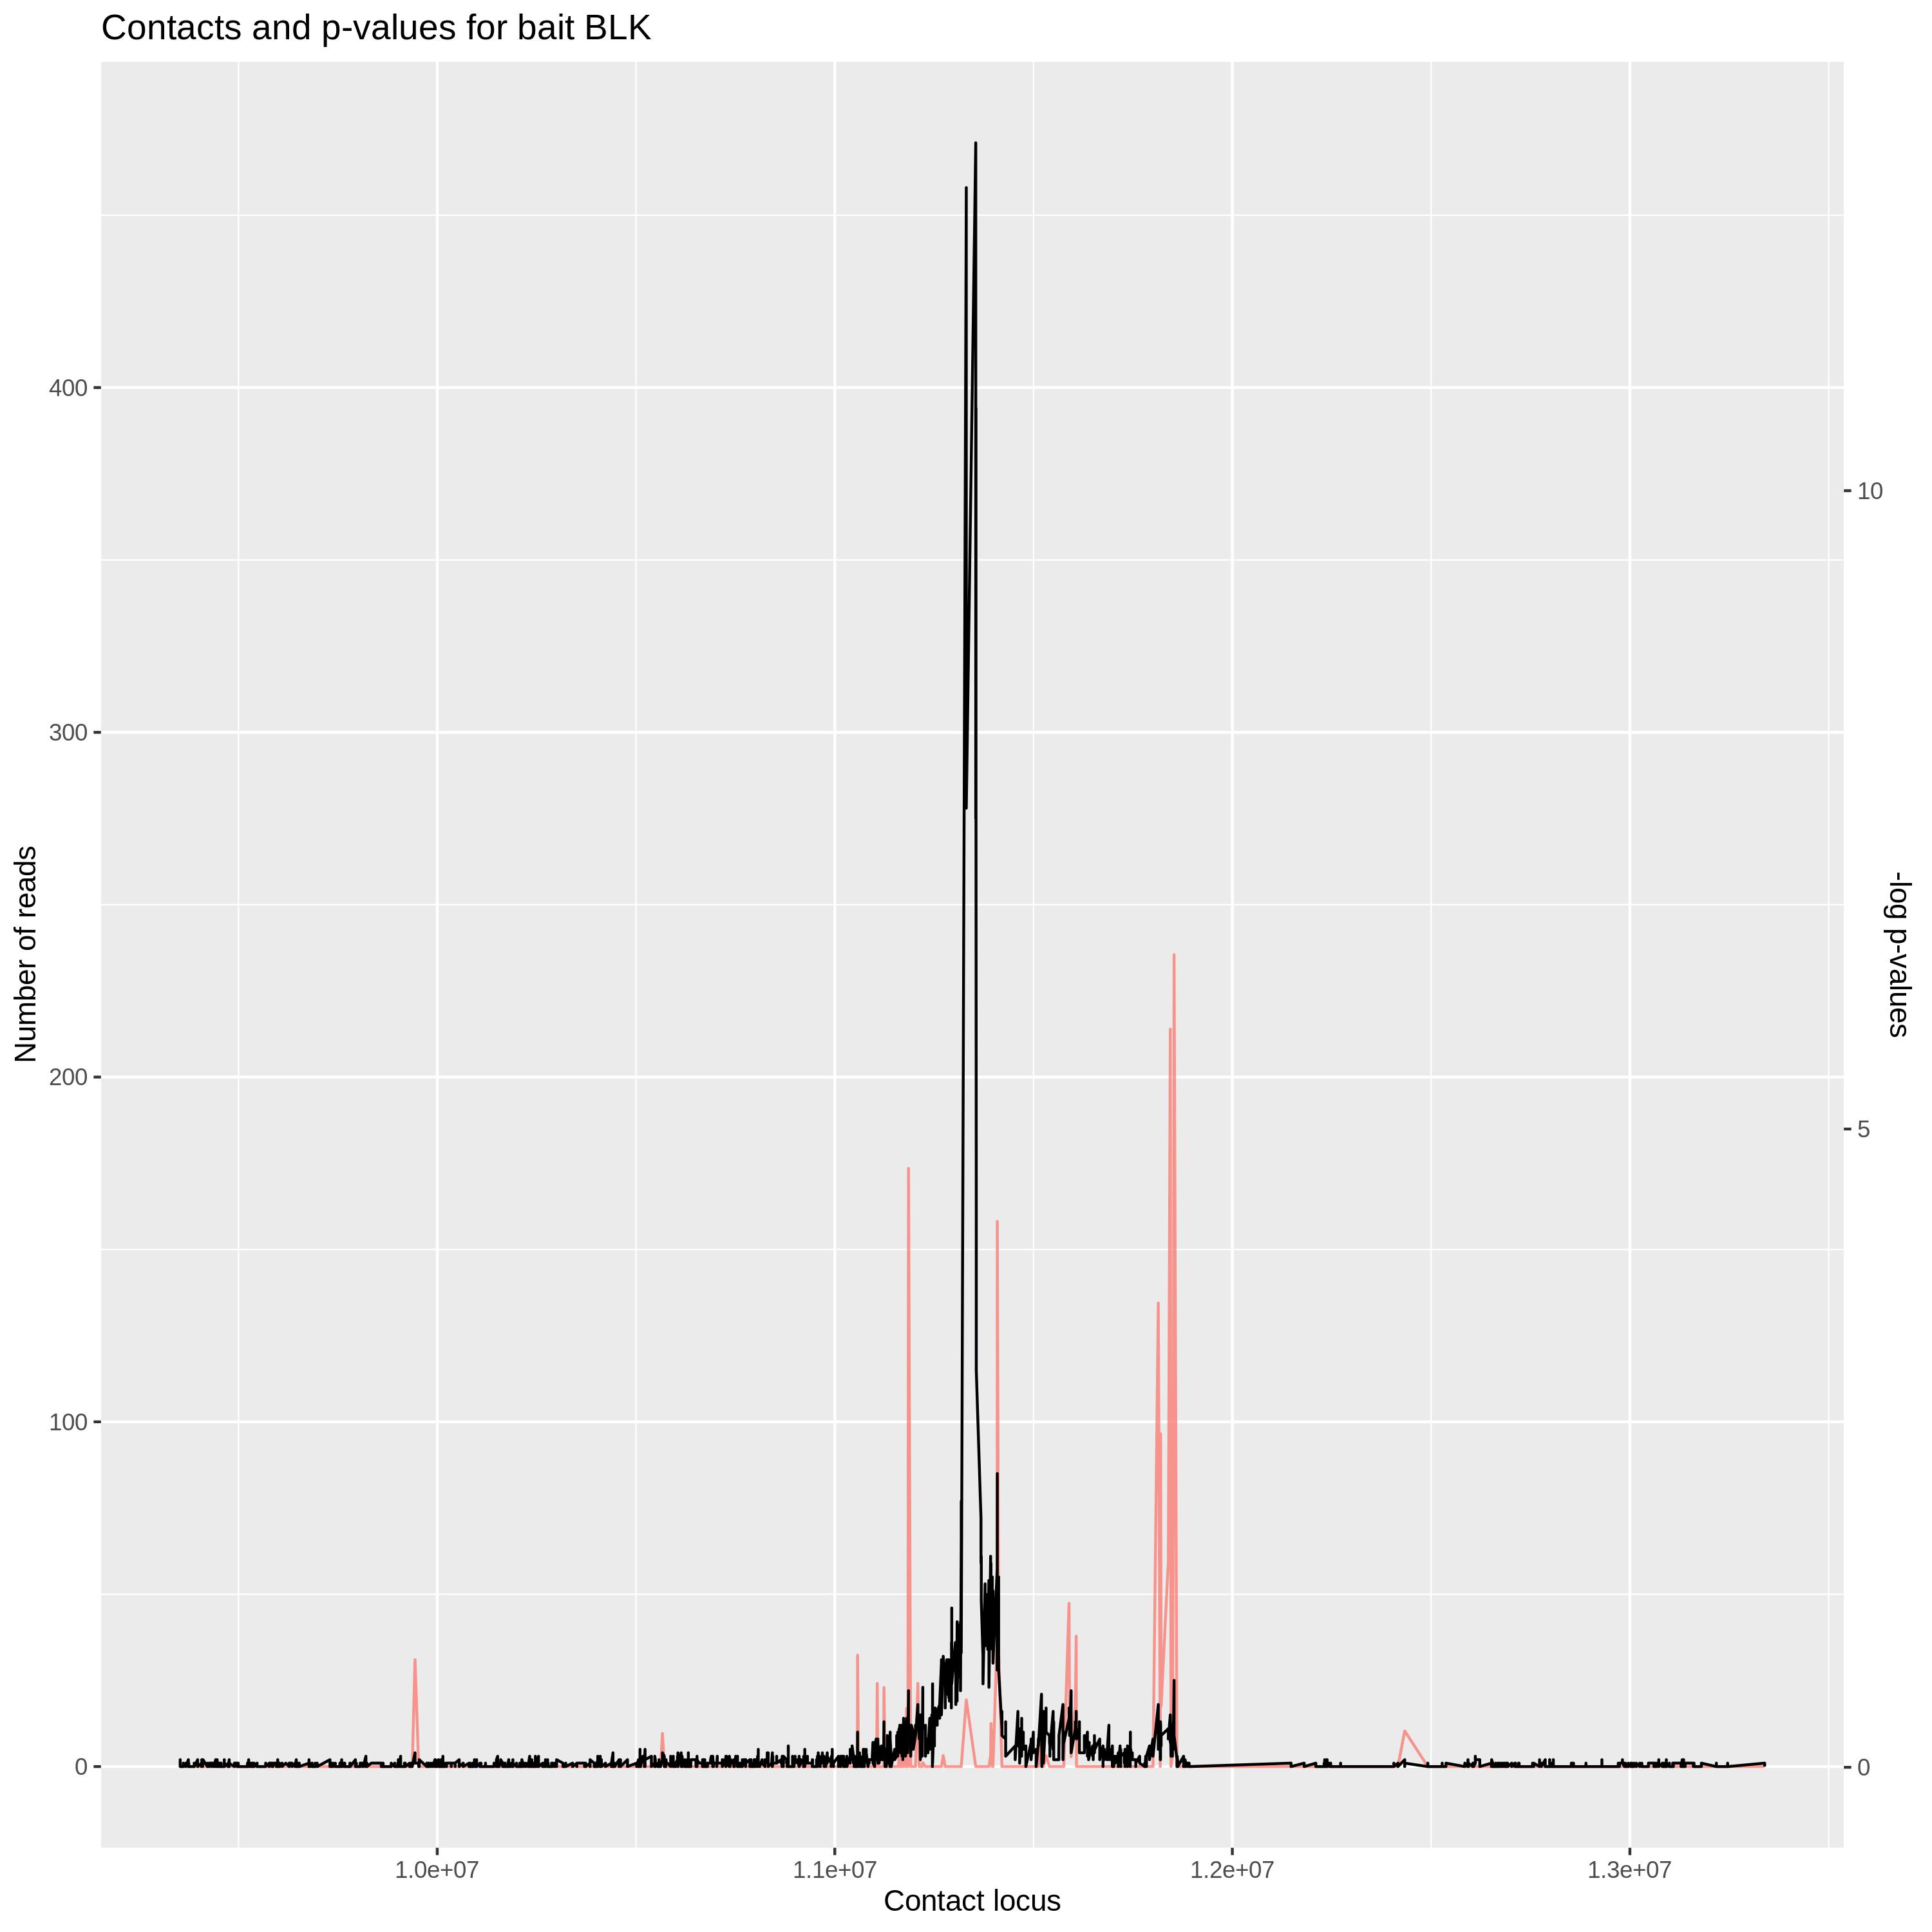 Contacts and p-values for bait BLK
Number of reads
400
300
200
100
0
10
5
0
-log p-values
1.0e+07
1.1e+07
1.2e+07
1.3e+07
Contact locus